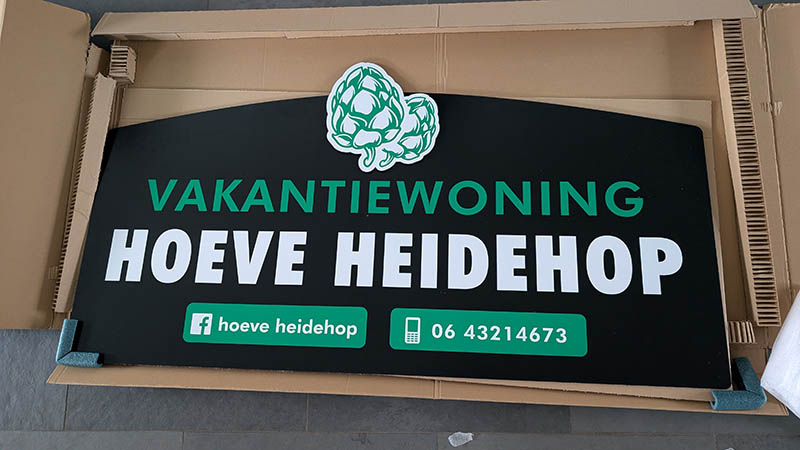 VAKANTIEWONING
HOEVE HEIDEHOP
f hoeve heidehop
06 43214673